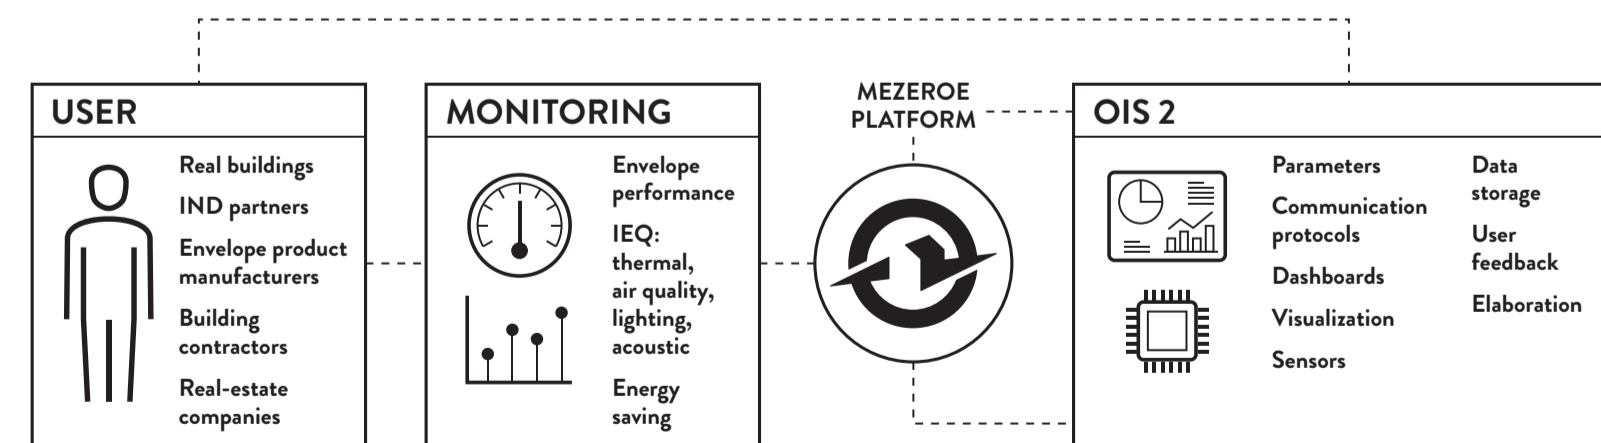 USER
Real buildings
IND partners
Envelope product
manufacturers
Building
contractors
Real-estate
companies
MONITORING
Envelope
performance
IEQ:
thermal,
air quality,
lighting,
acoustic
Energy
saving
MEZEROE
PLATFORM
OIS 2
Parameters
Communication
protocols
Dashboards
Visualization
Sensors
Data
storage
User
feedback
Elaboration